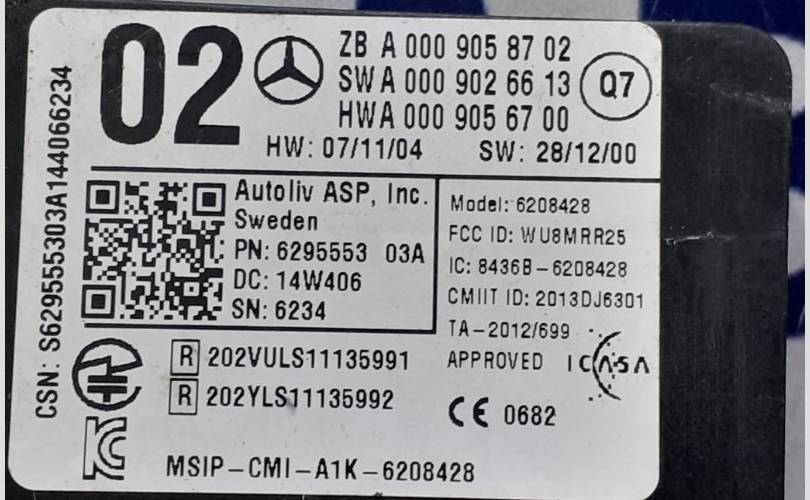 02
ZB A 000 905 87 02
SW A 000 902 66 13
HW A 000 905 67 00
Q7
HW: 07/11/04 SW: 28/12/00
CSN: S629555303A144066234
Autoliv ASP, Inc.
Sweden
PN: 6295553 03A
DC: 14W406
SN: 6234
Model: 6208428
FCC ID: WU8MRR25
IC: 8436B-6208428
CMIIT ID: 2013DJ6301
TA-2012/699
APPROVED ICASA
R 202VULS11135991
R 202YLS11135992
CE 0682
KC
MSIP-CMI-A1K-6208428